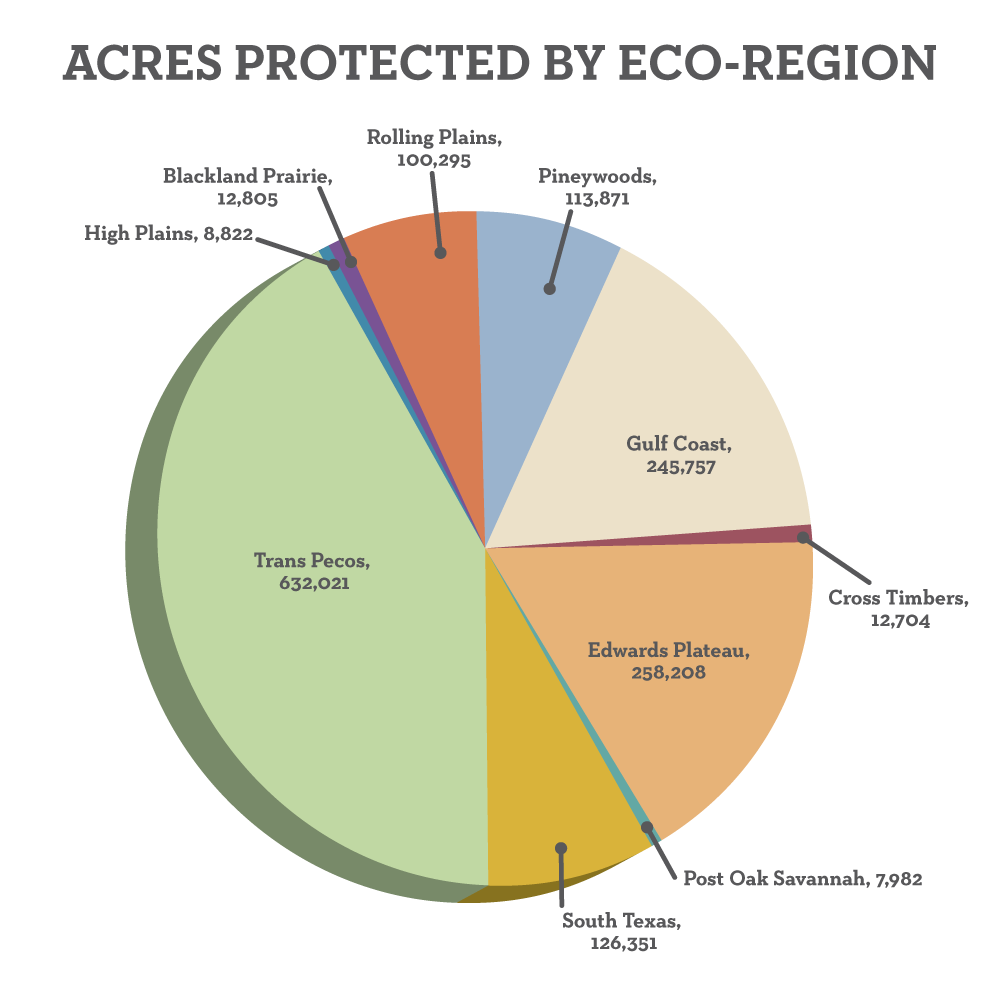 ACRES PROTECTED BY ECO-REGION
Rolling Plains,
100,295
Blackland Prairie,
12,805
Pineywoods,
113,871
High Plains, 8,822
Gulf Coast,
245,757
Trans Pecos,
632,021
Cross Timbers,
12,704
Edwards Plateau,
258,208
Post Oak Savannah, 7,982
South Texas,
126,351